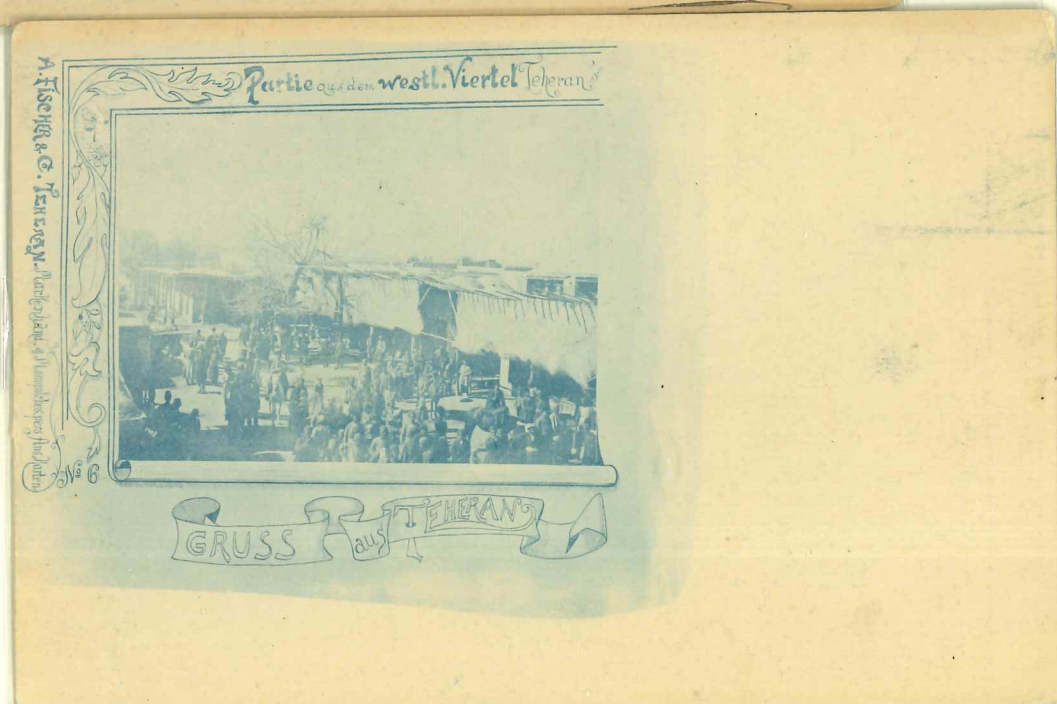 Partie aus dem westl. Viertel Teheran's
A. FISCHER & C. TEHERAN.
No 6
GRUSS aus TEHERAN